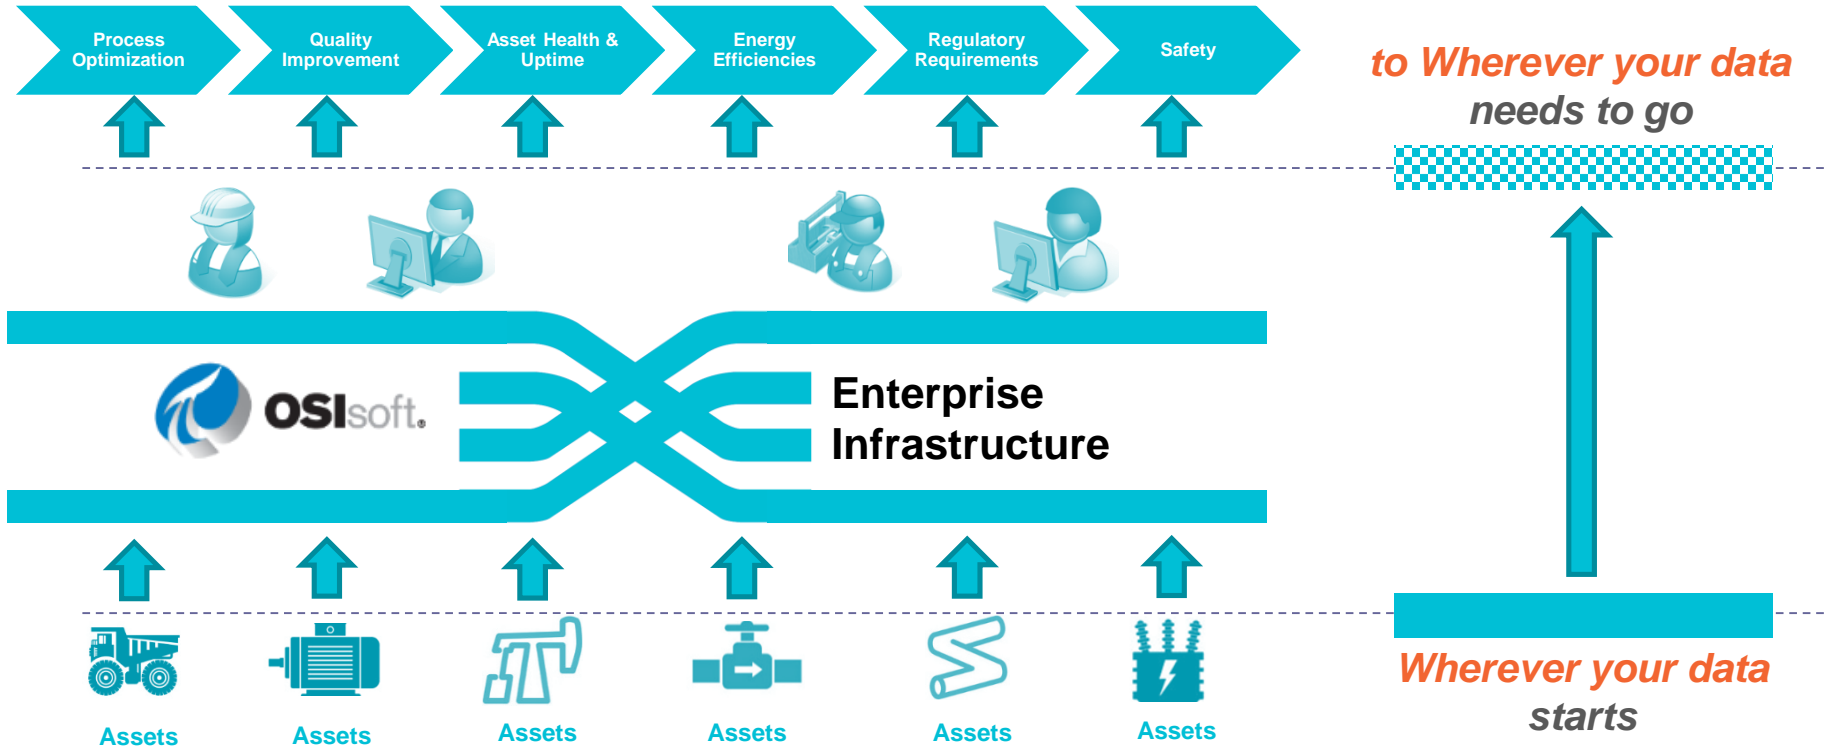 Process
Optimization
Quality
Improvement
Asset Health &
Uptime
Energy
Efficiencies
Regulatory
Requirements
Safety
to Wherever your data
needs to go
OSIsoft®
Enterprise
Infrastructure
Assets
Assets
Assets
Assets
Assets
Assets
Wherever your data
starts